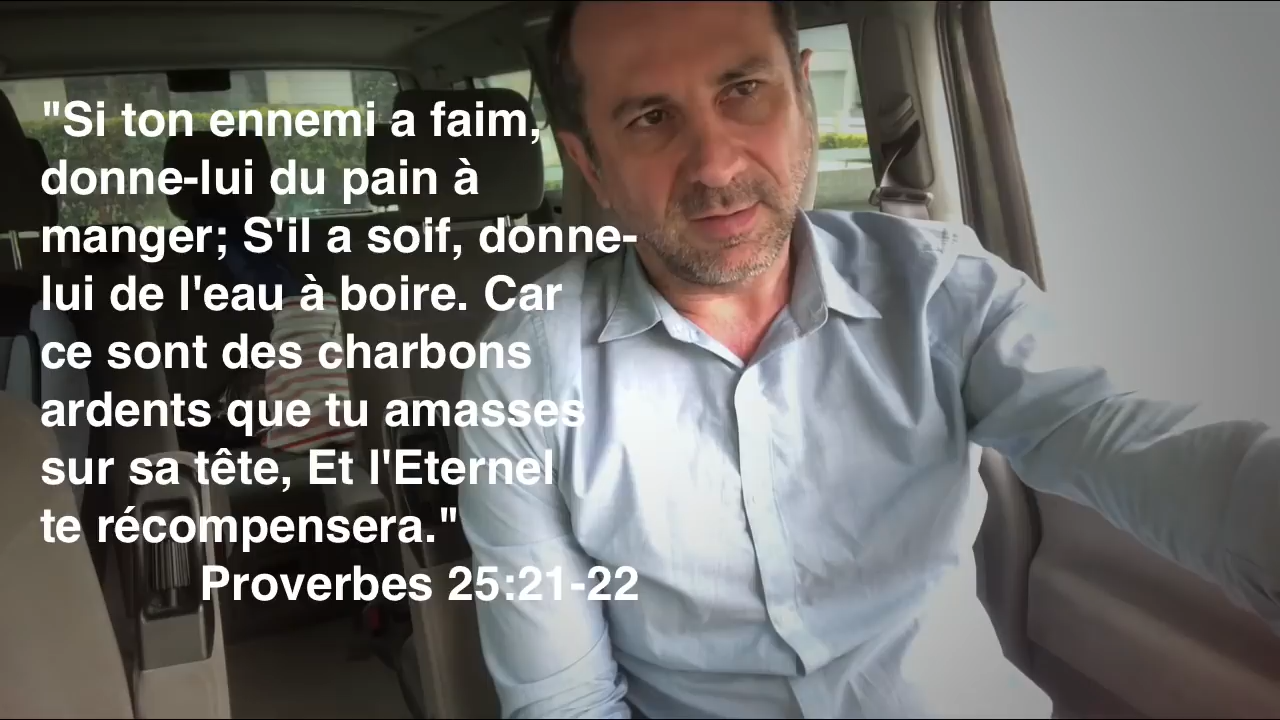 "Si ton ennemi a faim,
donne-lui du pain à
manger; S'il a soif, donne-
lui de l'eau à boire. Car
ce sont des charbons
ardents que tu amasses
sur sa tête, Et l'Eternel
te récompensera."
Proverbes 25:21-22